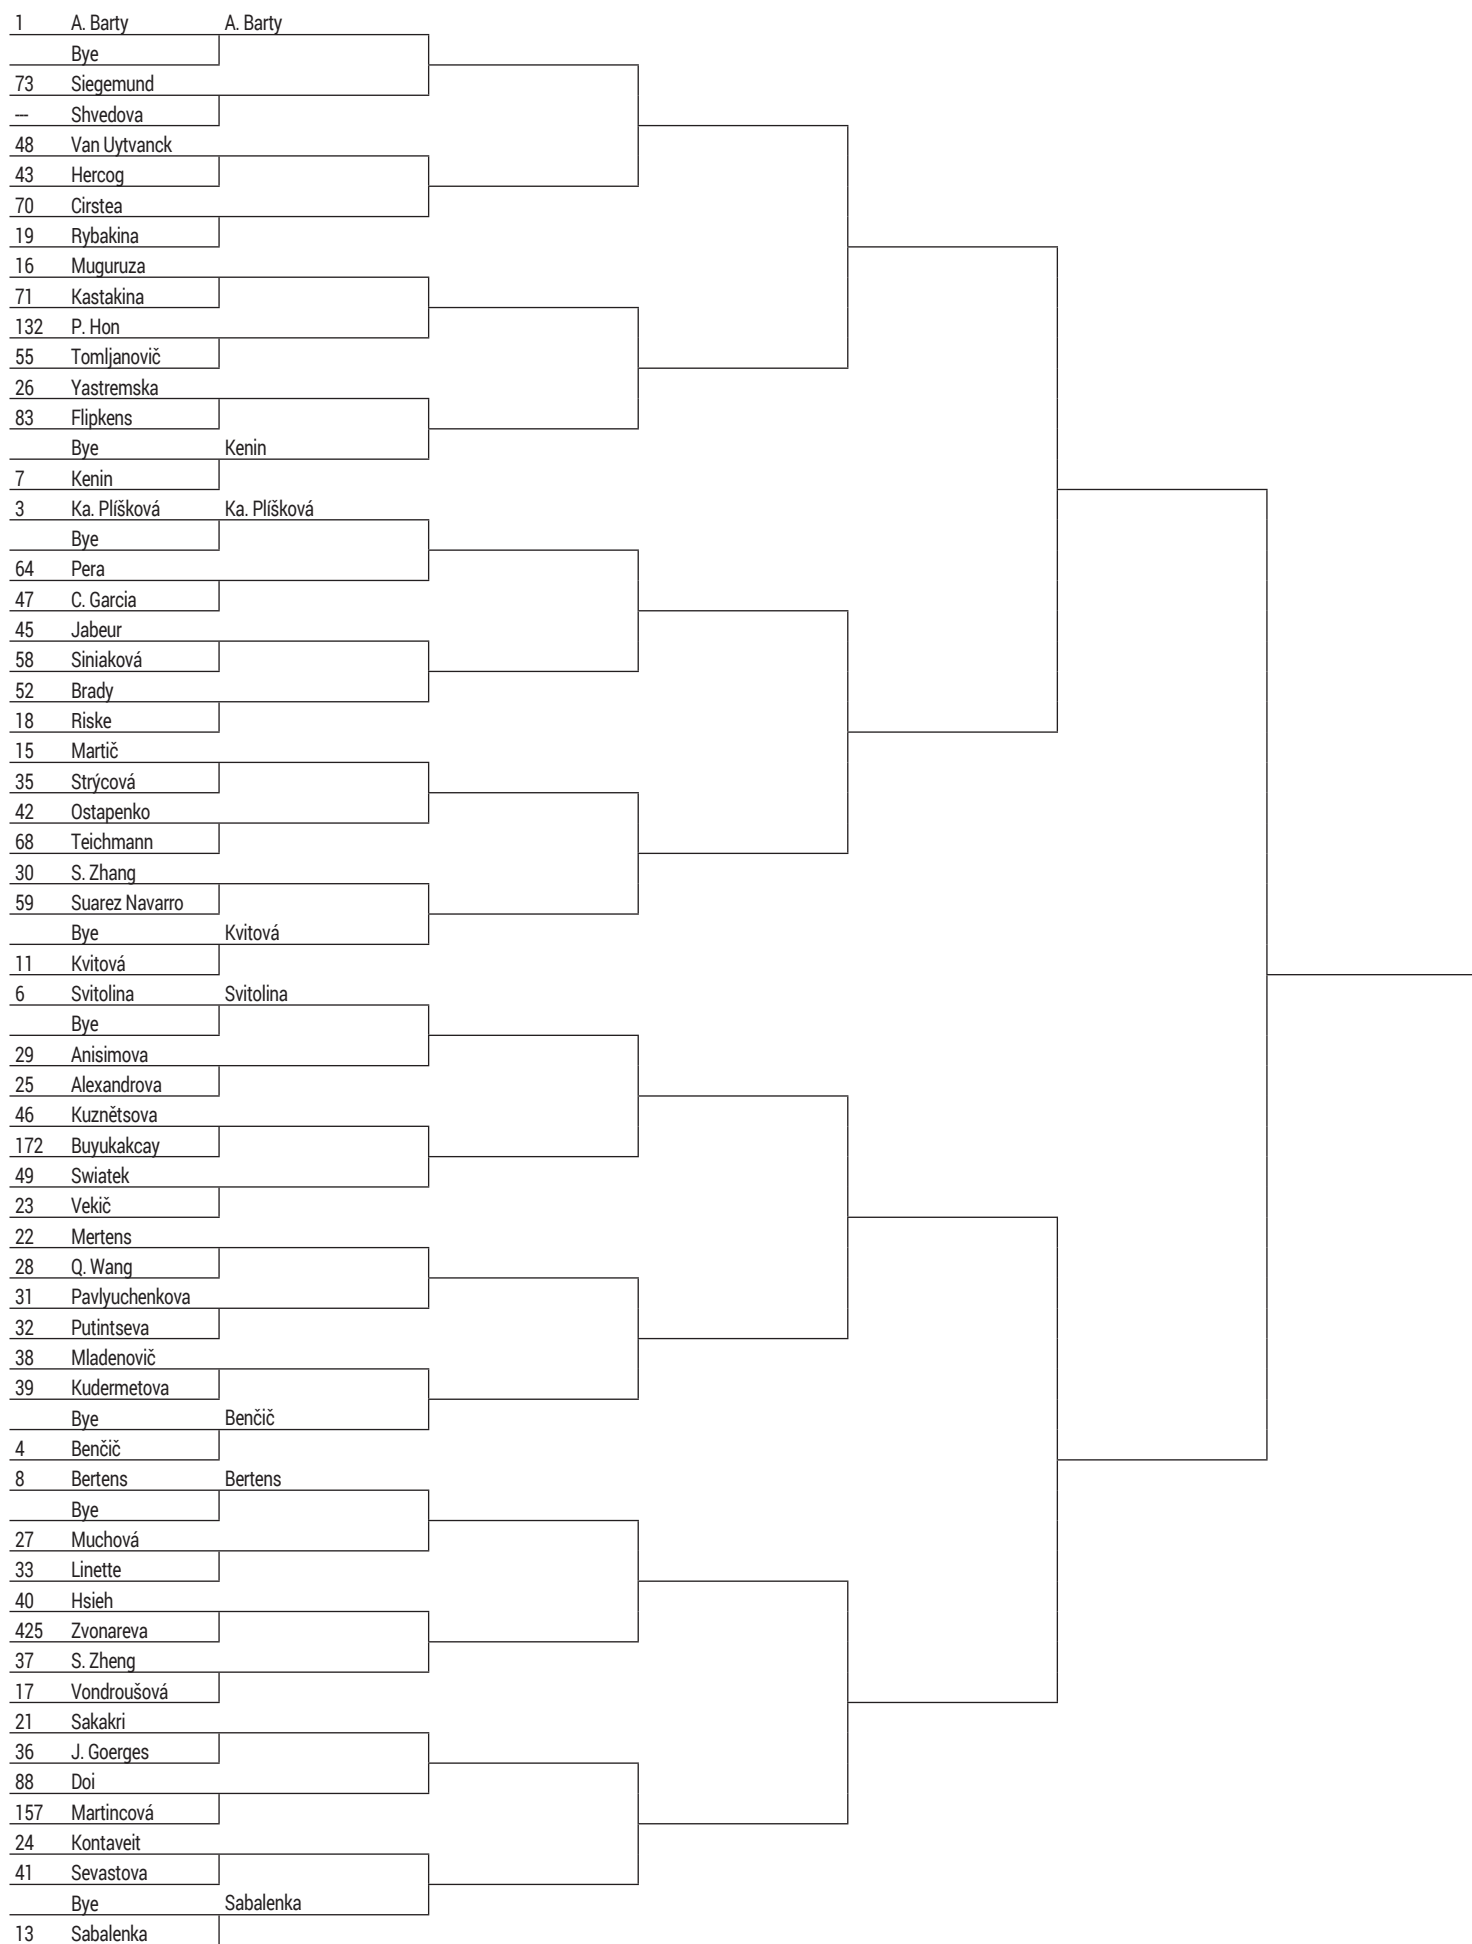 1 A. Barty A. Barty
Bye
73 Siegemund
--- Shvedova
48 Van Uytvanck
43 Hercog
70 Cirstea
19 Rybakina
16 Muguruza
71 Kastakina
132 P. Hon
55 Tomljanovič
26 Yastremska
83 Flipkens
Bye Kenin
7 Kenin
3 Ka. Plíšková Ka. Plíšková
Bye
64 Pera
47 C. Garcia
45 Jabeur
58 Siniaková
52 Brady
18 Riske
15 Martič
35 Strýcová
42 Ostapenko
68 Teichmann
30 S. Zhang
59 Suarez Navarro
Bye Kvitová
11 Kvitová
6 Svitolina Svitolina
Bye
29 Anisimova
25 Alexandrova
46 Kuznětsova
172 Buyukakcay
49 Swiatek
23 Vekič
22 Mertens
28 Q. Wang
31 Pavlyuchenkova
32 Putintseva
38 Mladenovič
39 Kudermetova
Bye Benčič
4 Benčič
8 Bertens Bertens
Bye
27 Muchová
33 Linette
40 Hsieh
425 Zvonareva
37 S. Zheng
17 Vondroušová
21 Sakakri
36 J. Goerges
88 Doi
157 Martincová
24 Kontaveit
41 Sevastova
Bye Sabalenka
13 Sabalenka